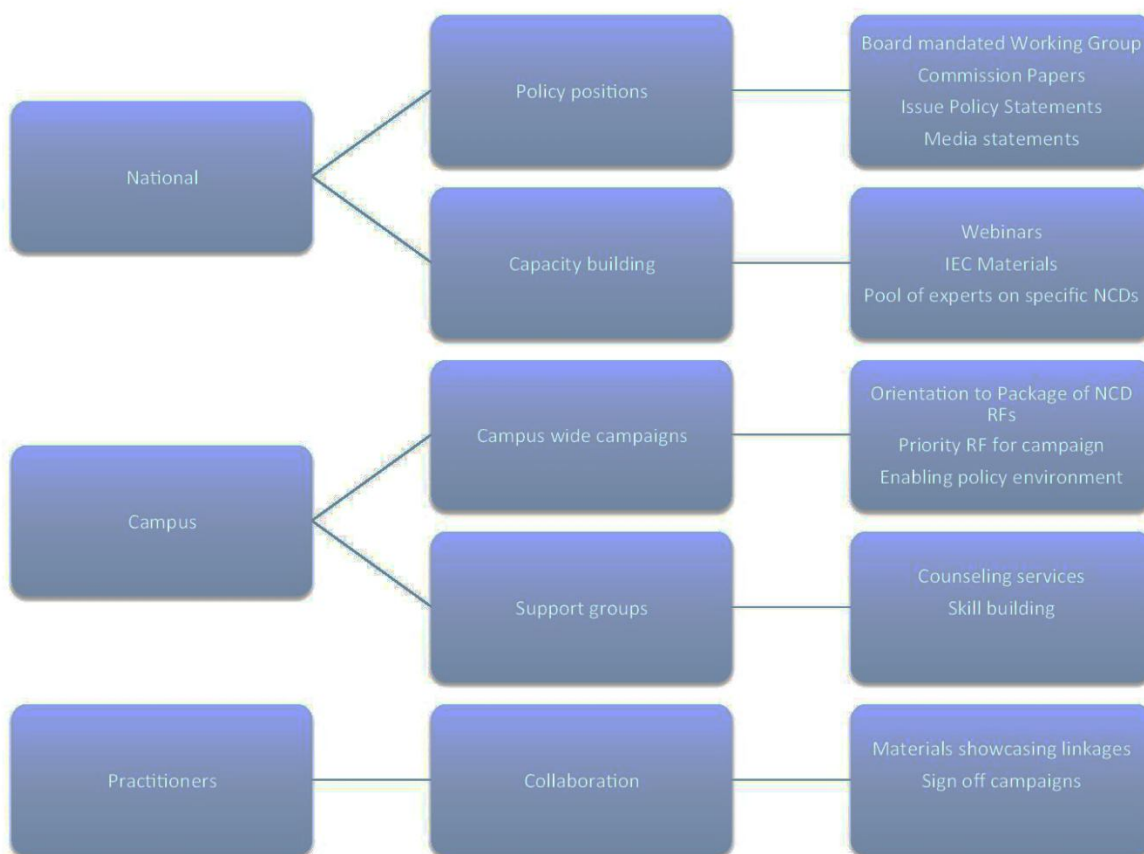 National
Policy positions
Board mandated Working Group
Commission Papers
Issue Policy Statements
Media statements
Capacity building
Webinars
IEC Materials
Pool of experts on specific NCDs
Campus
Campus wide campaigns
Orientation to Package of NCD
RFs
Priority RF for campaign
Enabling policy environment
Support groups
Counseling services
Skill building
Practitioners
Collaboration
Materials showcasing linkages
Sign off campaigns